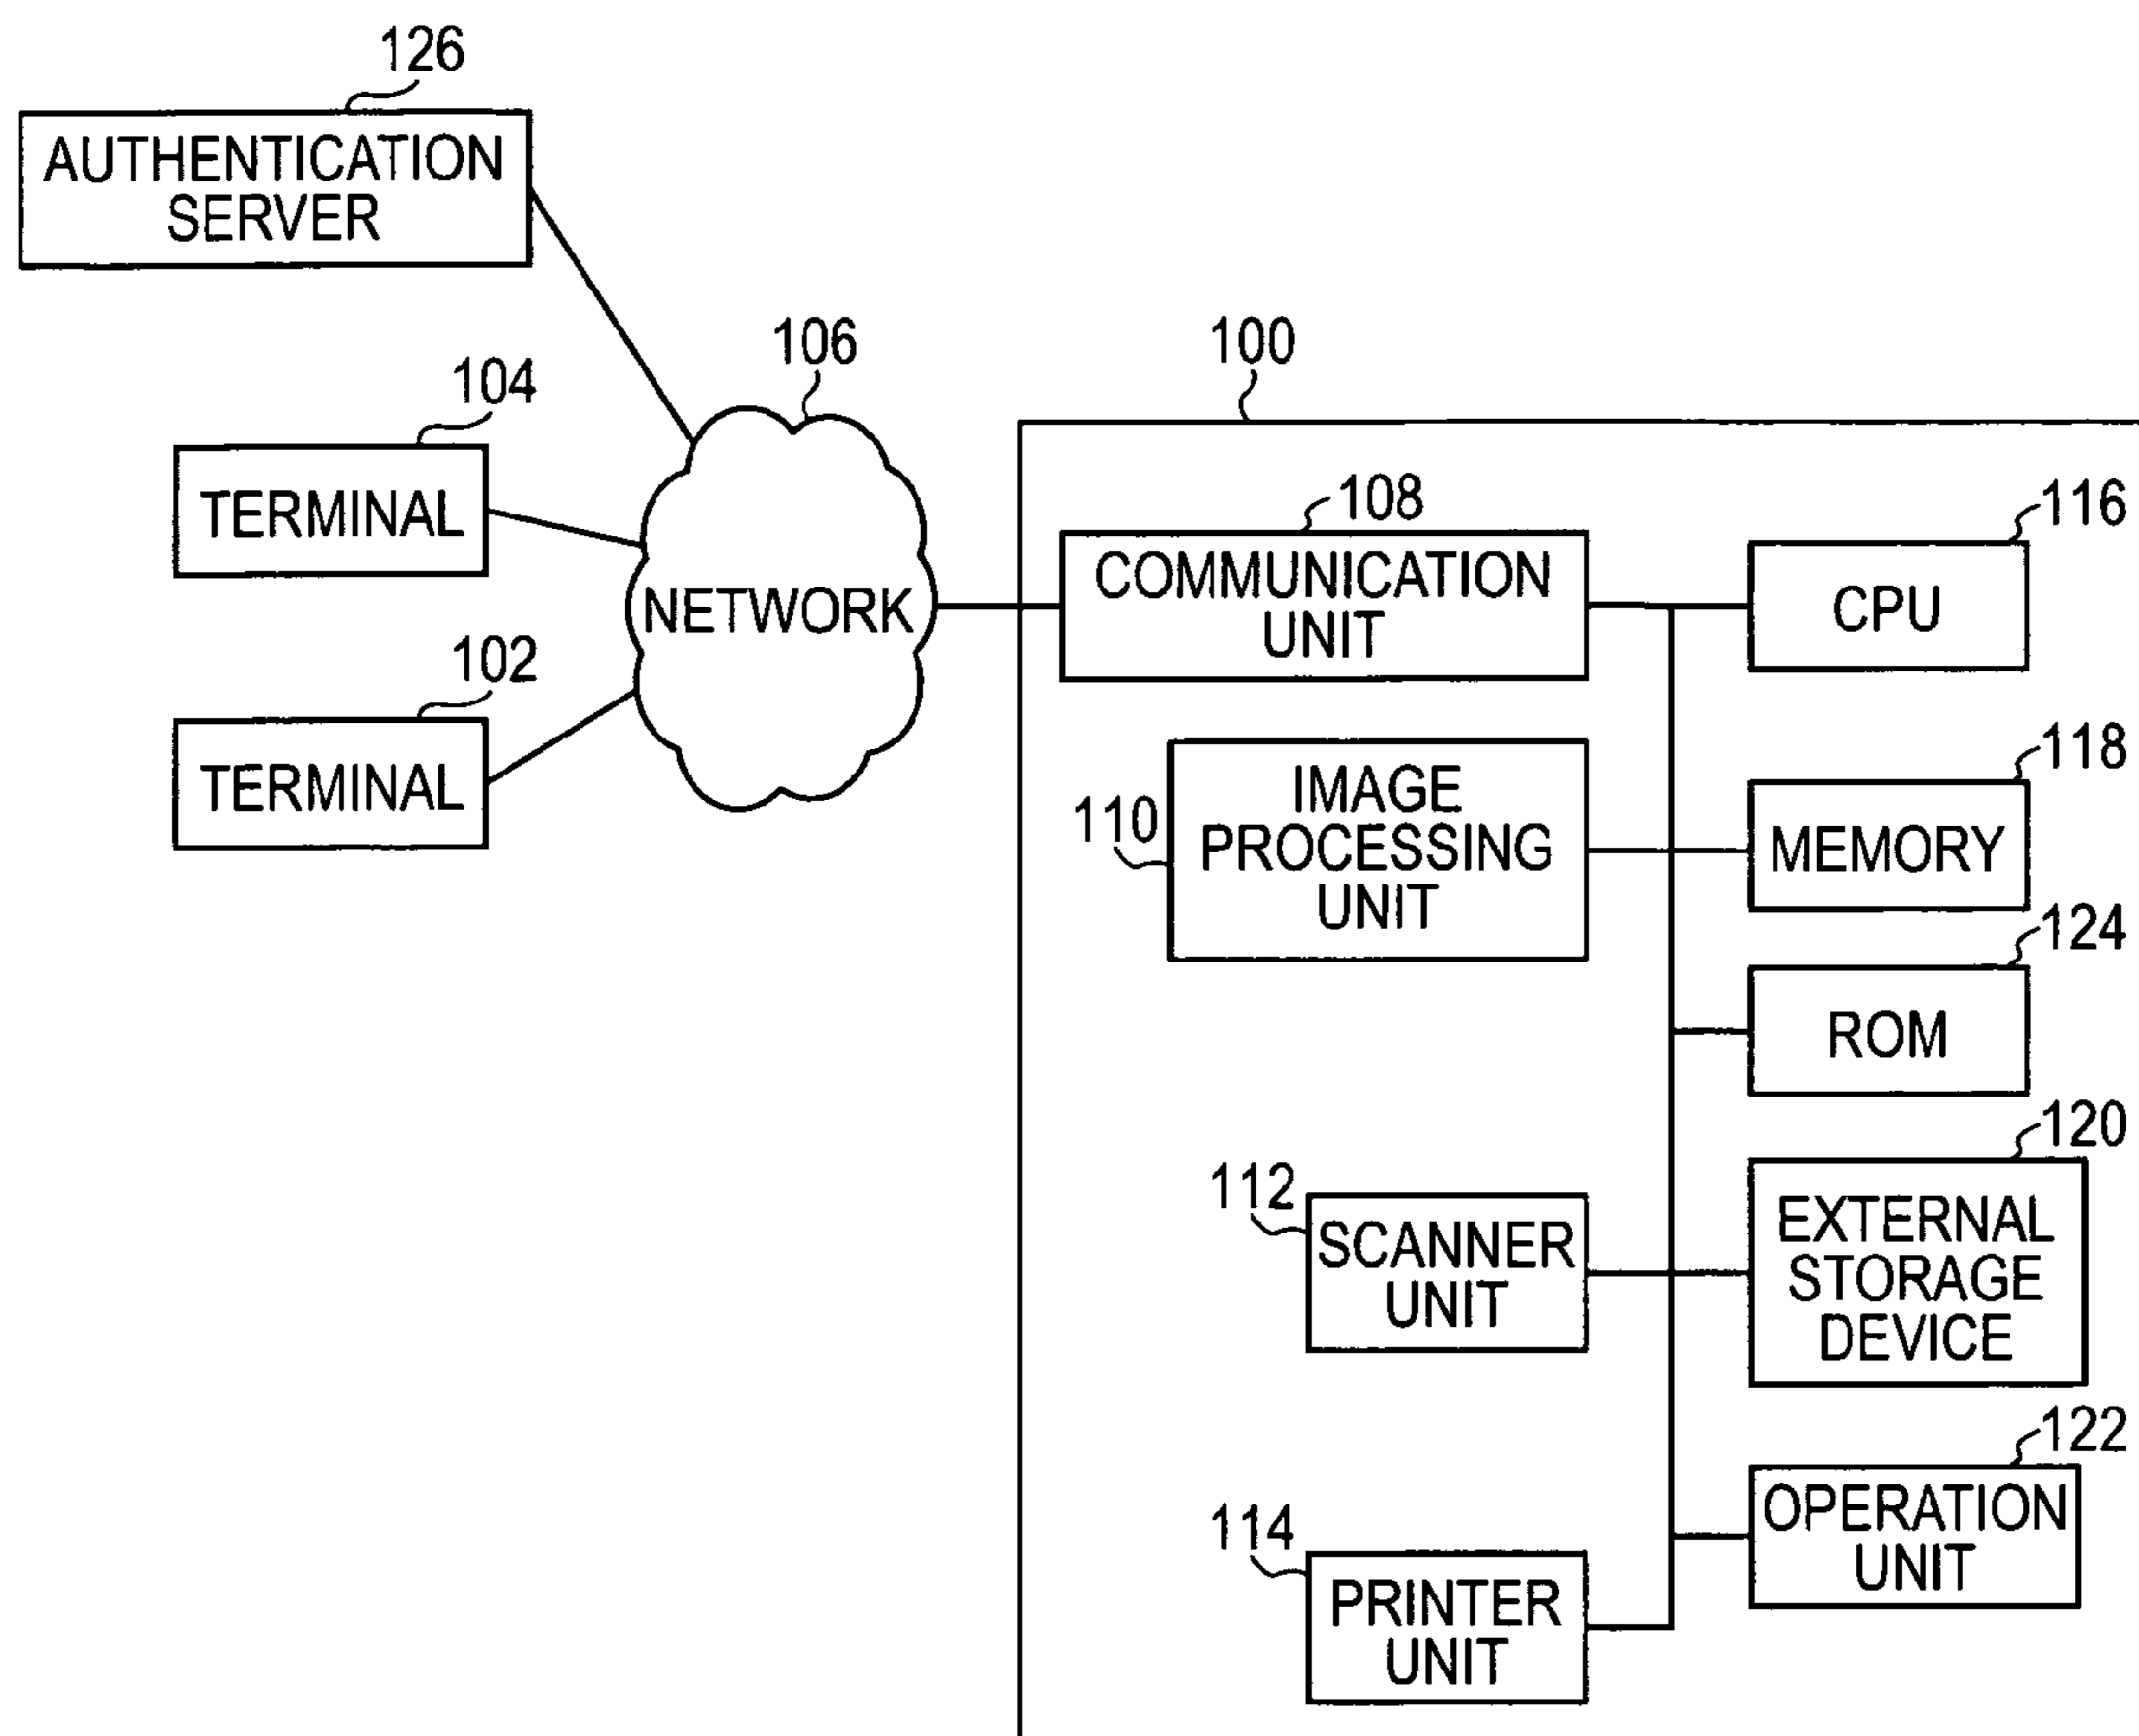 126
AUTHENTICATION
SERVER
104
TERMINAL
102
TERMINAL
106
NETWORK
100
108
COMMUNICATION
UNIT
110
IMAGE
PROCESSING
UNIT
112
SCANNER
UNIT
114
PRINTER
UNIT
116
CPU
118
MEMORY
124
ROM
120
EXTERNAL
STORAGE
DEVICE
122
OPERATION
UNIT